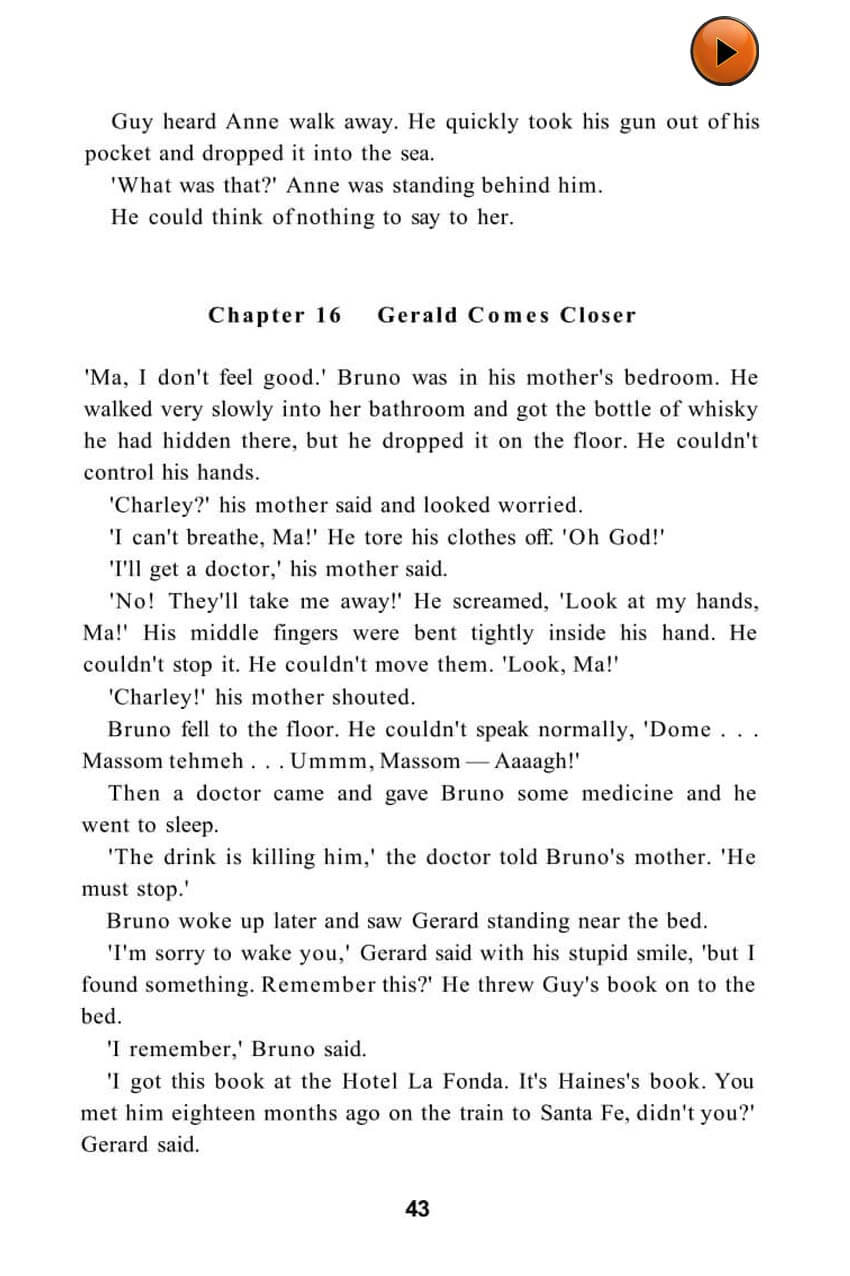 Guy heard Anne walk away. He quickly took his gun out of his
pocket and dropped it into the sea.
'What was that?' Anne was standing behind him.
He could think of nothing to say to her.
Chapter 16 Gerald Comes Closer
'Ma, I don't feel good.' Bruno was in his mother's bedroom. He
walked very slowly into her bathroom and got the bottle of whisky
he had hidden there, but he dropped it on the floor. He couldn't
control his hands.
'Charley?' his mother said and looked worried.
'I can't breathe, Ma!' He tore his clothes off. 'Oh God!'
'I'll get a doctor,' his mother said.
'No! They'll take me away!' He screamed, 'Look at my hands,
Ma!' His middle fingers were bent tightly inside his hand. He
couldn't stop it. He couldn't move them. 'Look, Ma!'
'Charley!' his mother shouted.
Bruno fell to the floor. He couldn't speak normally, 'Dome . . .
Massom tehmeh . . . Ummm, Massom — Aaaagh!'
Then a doctor came and gave Bruno some medicine and he
went to sleep.
'The drink is killing him,' the doctor told Bruno's mother. 'He
must stop.'
Bruno woke up later and saw Gerard standing near the bed.
'I'm sorry to wake you,' Gerard said with his stupid smile, 'but I
found something. Remember this?' He threw Guy's book on to the
bed.
'I remember,' Bruno said.
'I got this book at the Hotel La Fonda. It's Haines's book. You
met him eighteen months ago on the train to Santa Fe, didn't you?'
Gerard said.
43